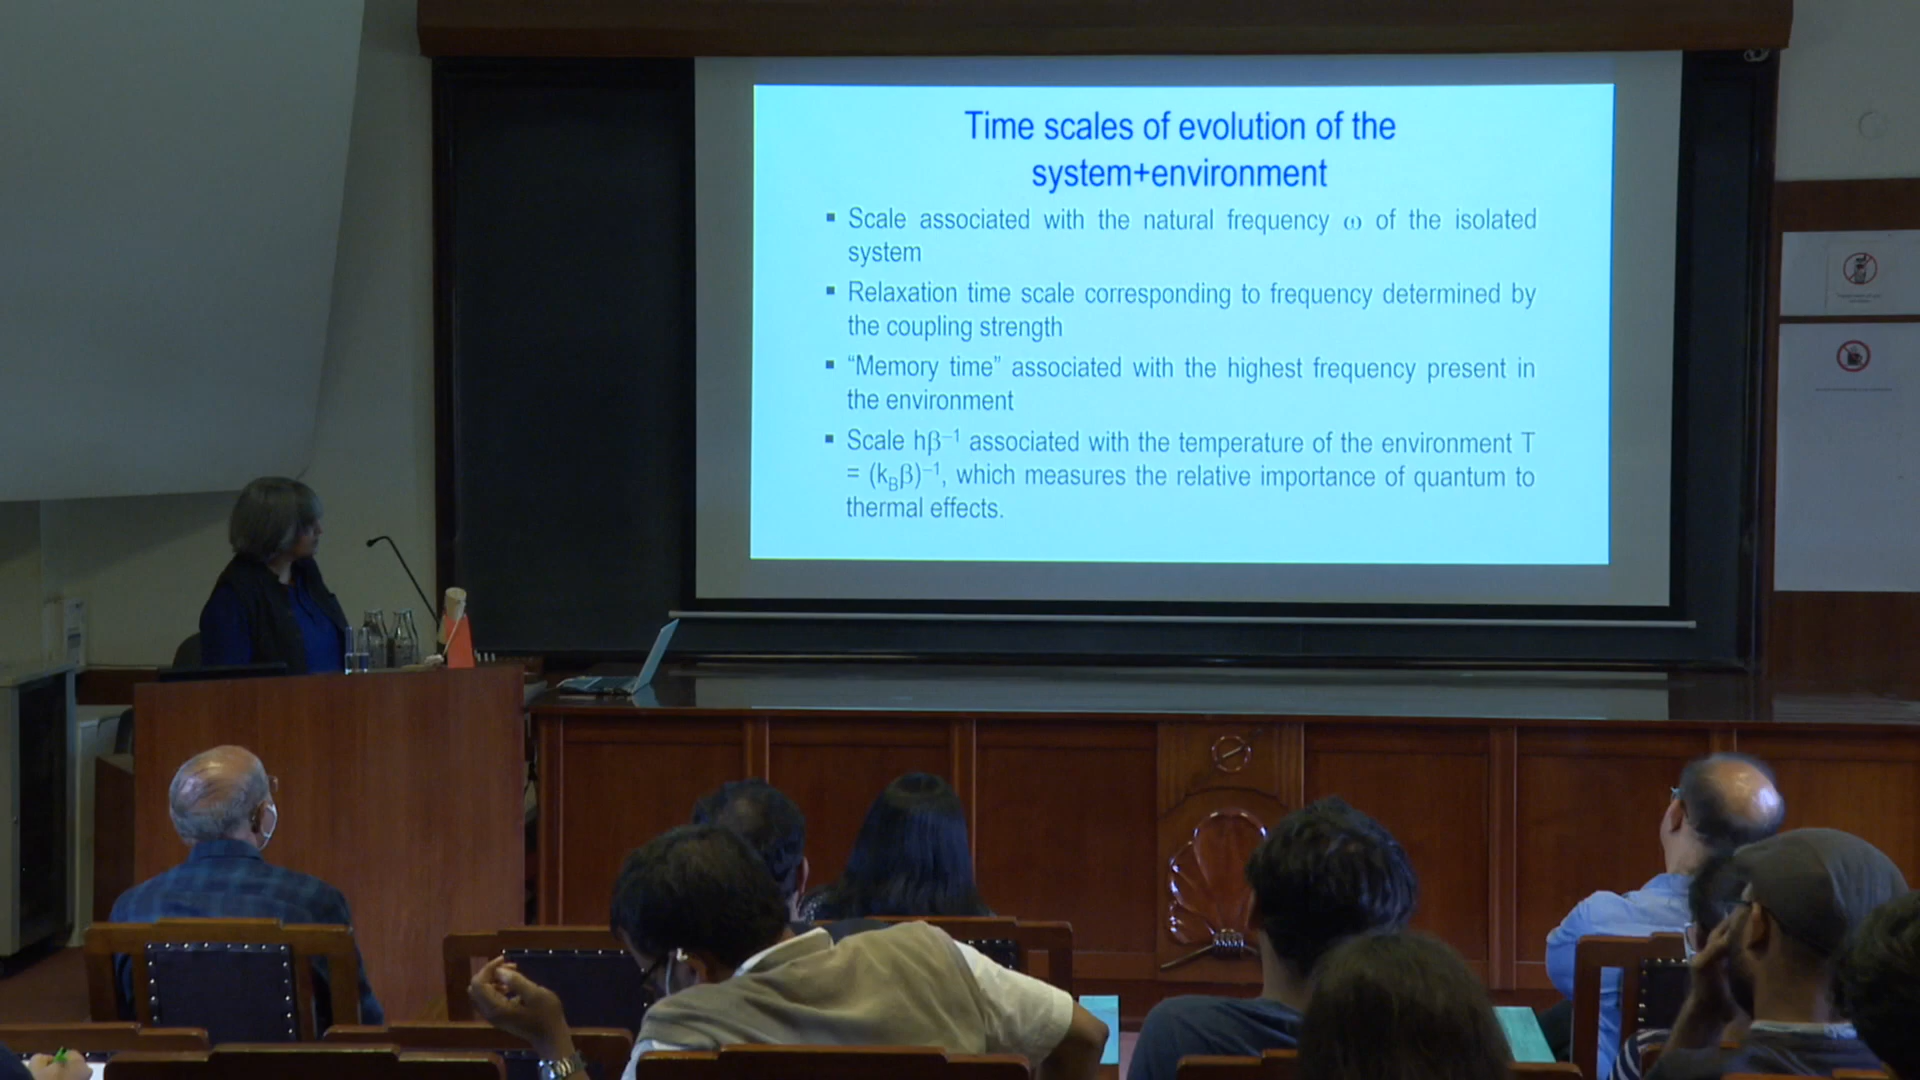 Time scales of evolution of the
system+environment
▪ Scale associated with the natural frequency ω of the isolated
system
▪ Relaxation time scale corresponding to frequency determined by
the coupling strength
▪ “Memory time” associated with the highest frequency present in
the environment
▪ Scale hβ⁻¹ associated with the temperature of the environment T
= (k_Bβ)⁻¹, which measures the relative importance of quantum to
thermal effects.